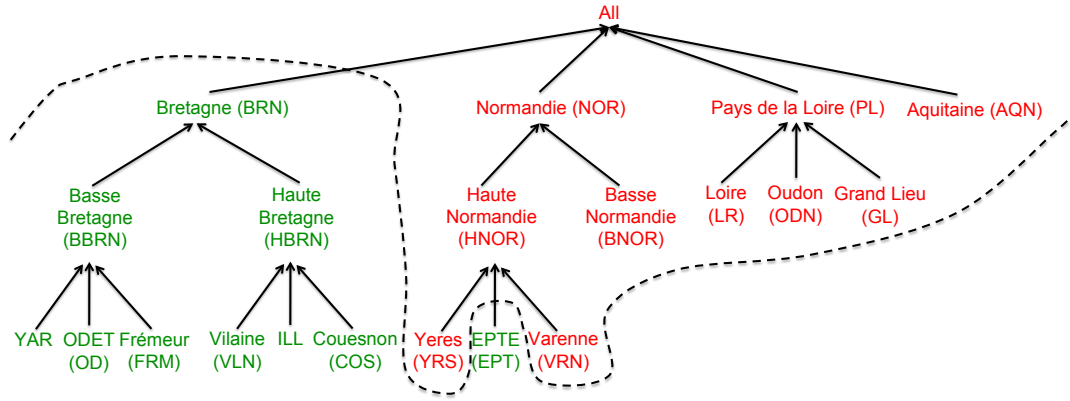 All
Bretagne (BRN)
Normandie (NOR)
Pays de la Loire (PL)
Aquitaine (AQN)
Basse
Bretagne
(BBRN)
Haute
Bretagne
(HBRN)
Haute
Normandie
(HNOR)
Basse
Normandie
(BNOR)
Loire
(LR)
Oudon
(ODN)
Grand Lieu
(GL)
YAR
ODET
(OD)
Frémeur
(FRM)
Vilaine
(VLN)
ILL
Couesnon
(COS)
Yeres
(YRS)
EPTE
(EPT)
Varenne
(VRN)